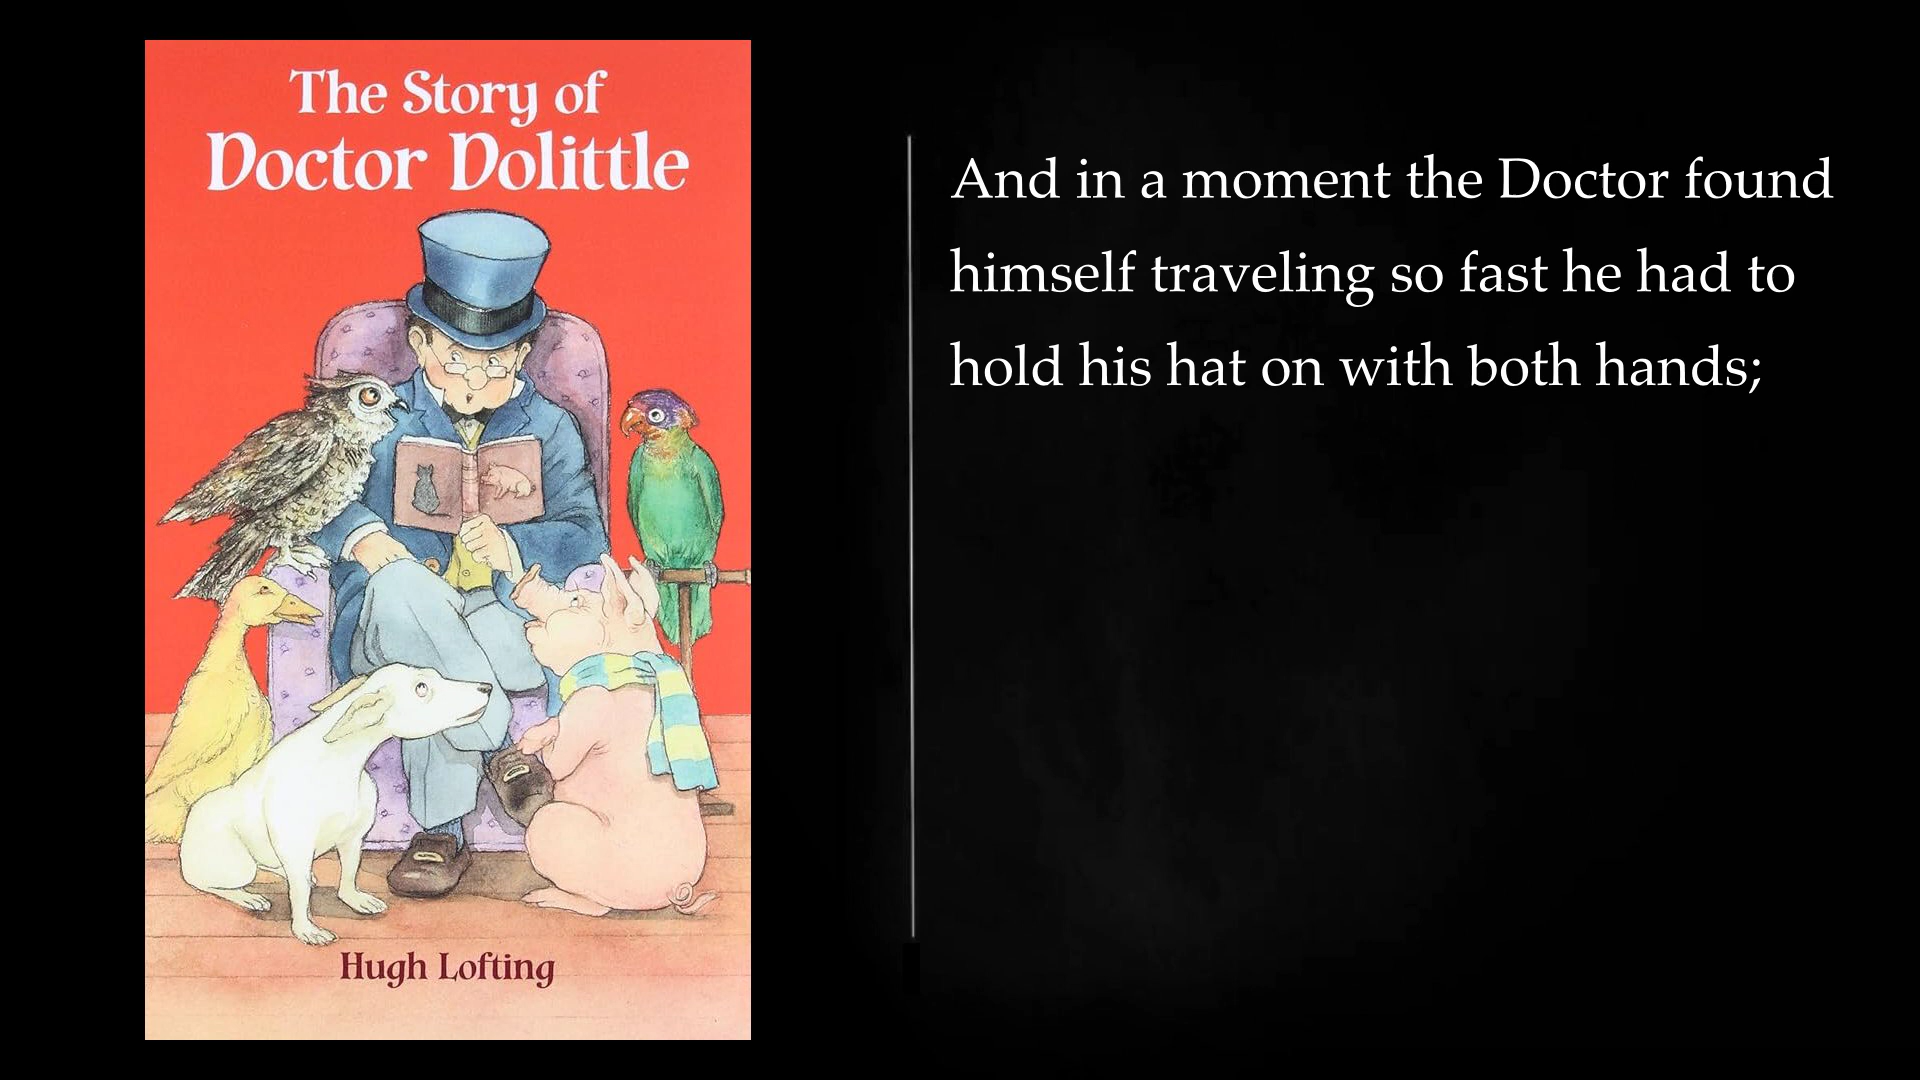 The Story of
Doctor Dolittle
Hugh Lofting
And in a moment the Doctor found
himself traveling so fast he had to
hold his hat on with both hands;